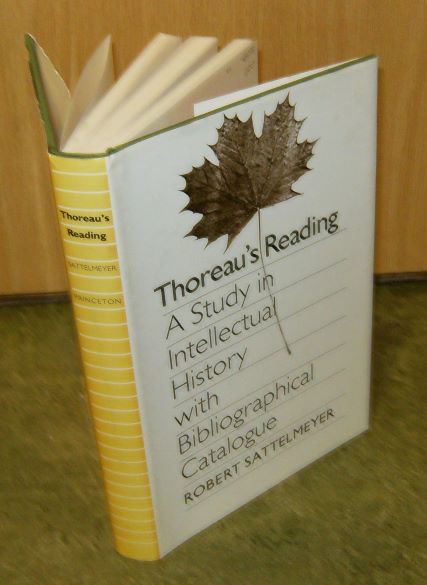 Thoreau's
Reading
SATTELMEYER
PRINCETON
Thoreau's Reading
A Study in
Intellectual
History
with
Bibliographical
Catalogue
ROBERT SATTELMEYER